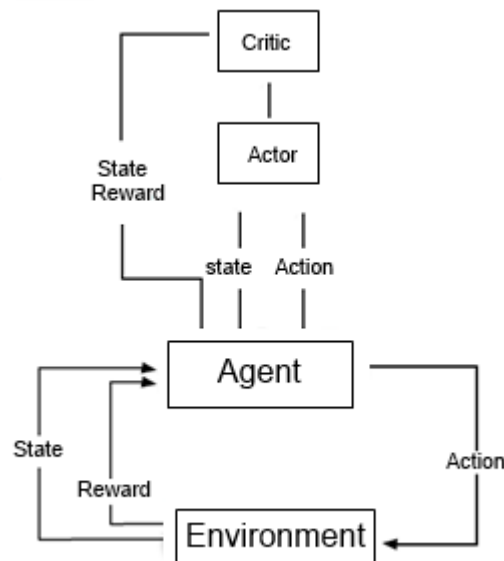 Critic
Actor
State
Reward
state
Action
Agent
State
Action
Reward
Environment